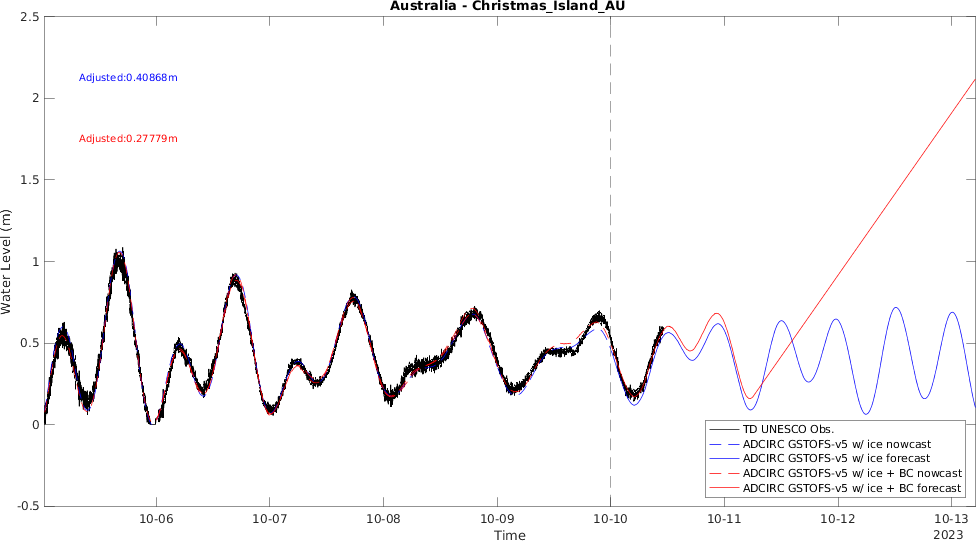 Australia - Christmas_Island_AU
2.5
Adjusted:0.40868m
2
Adjusted:0.27779m
1.5
Water Level (m)
1
0.5
0
TD UNESCO Obs.
ADCIRC GSTOFS-v5 w/ ice nowcast
ADCIRC GSTOFS-v5 w/ ice forecast
ADCIRC GSTOFS-v5 w/ ice + BC nowcast
ADCIRC GSTOFS-v5 w/ ice + BC forecast
-0.5
10-06 10-07 10-08 10-09 10-10 10-11 10-12 10-13
Time 2023